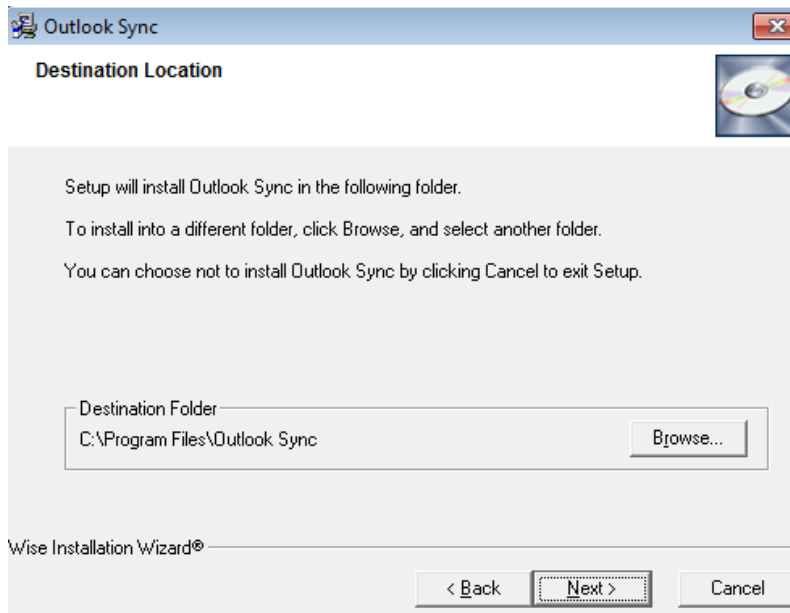 Outlook Sync
Destination Location
Setup will install Outlook Sync in the following folder.
To install into a different folder, click Browse, and select another folder.
You can choose not to install Outlook Sync by clicking Cancel to exit Setup.
Destination Folder
C:\Program Files\Outlook Sync
Browse...
Wise Installation Wizard®
< Back
Next >
Cancel